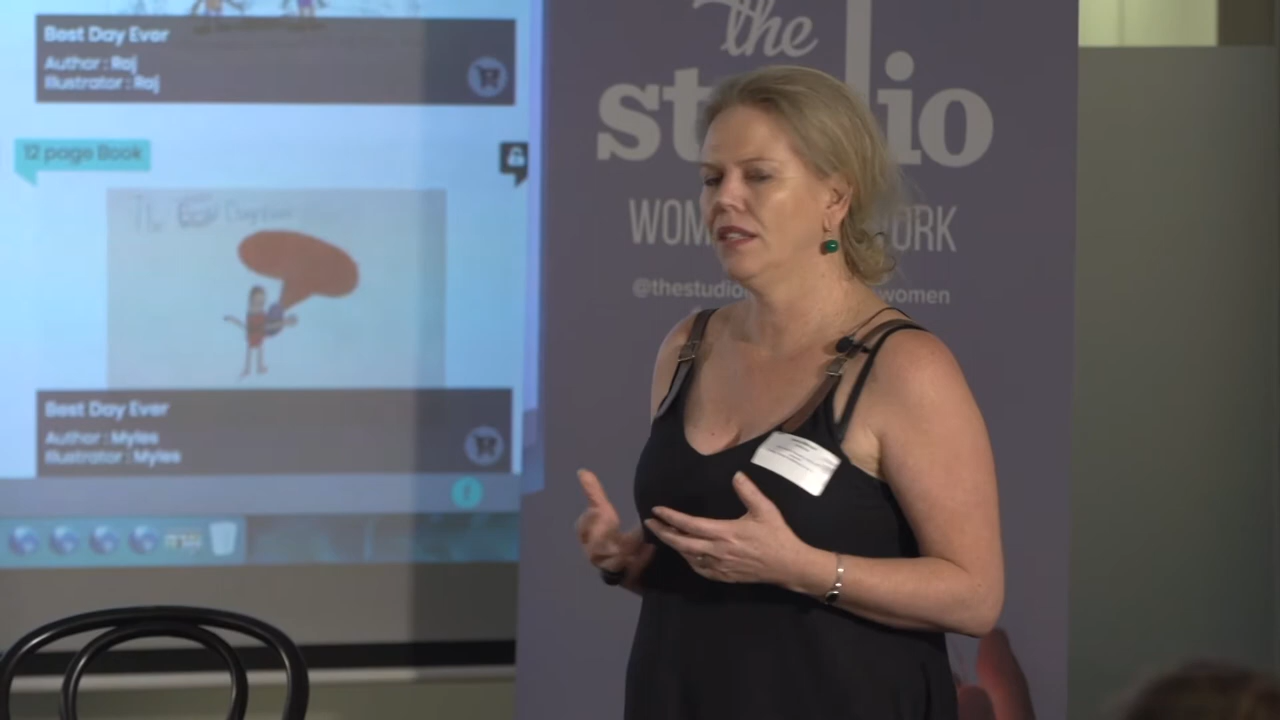 Best Day Ever
Author : Raj
Illustrator : Raj
12 page Book
Best Day Ever
Author : Myles
Illustrator : Myles
the
st dio
WOM ORK
@thestudio women